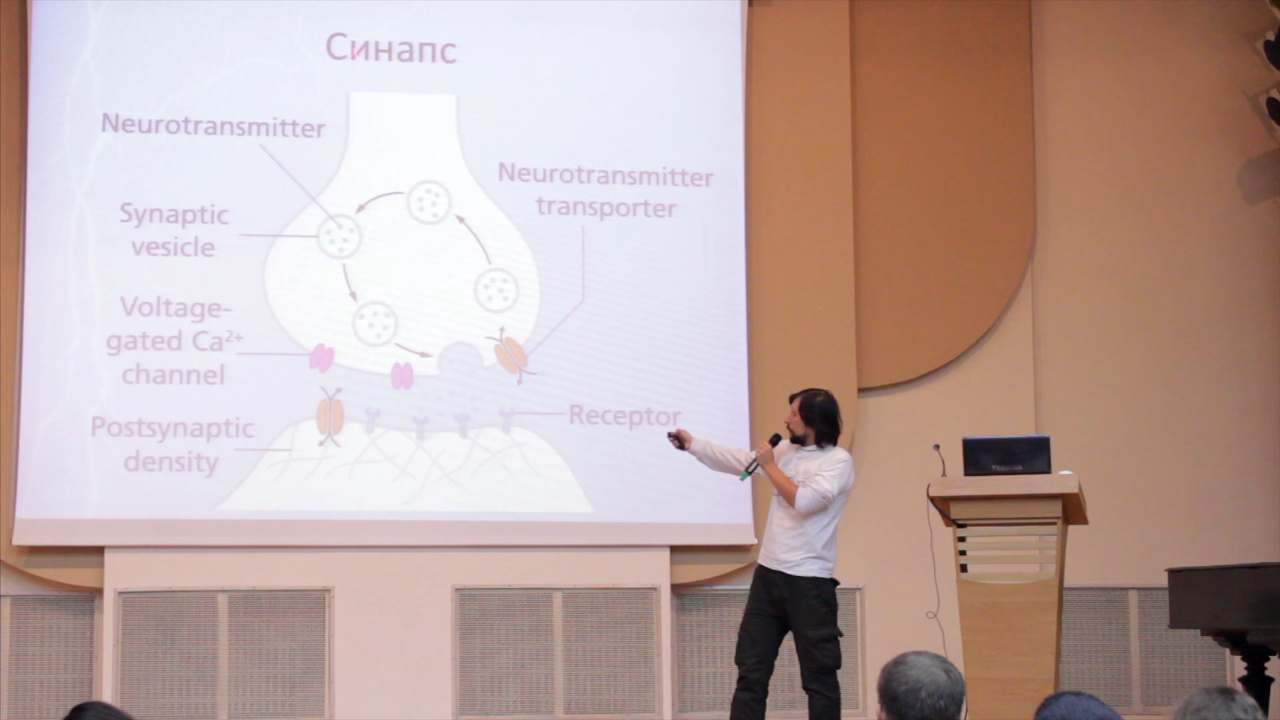 Синапс
Neurotransmitter
Synaptic
vesicle
Voltage-
gated Ca²⁺
channel
Postsynaptic
density
Neurotransmitter
transporter
Receptor